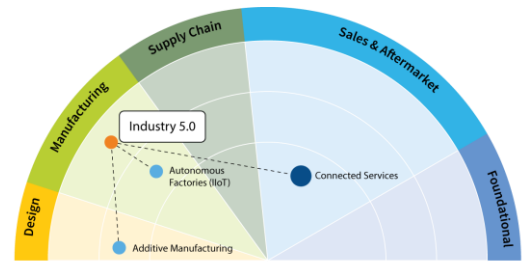 Supply Chain
Sales & Aftermarket
Manufacturing
Industry 5.0
Autonomous
Factories (IIoT)
Connected Services
Design
Additive Manufacturing
Foundational